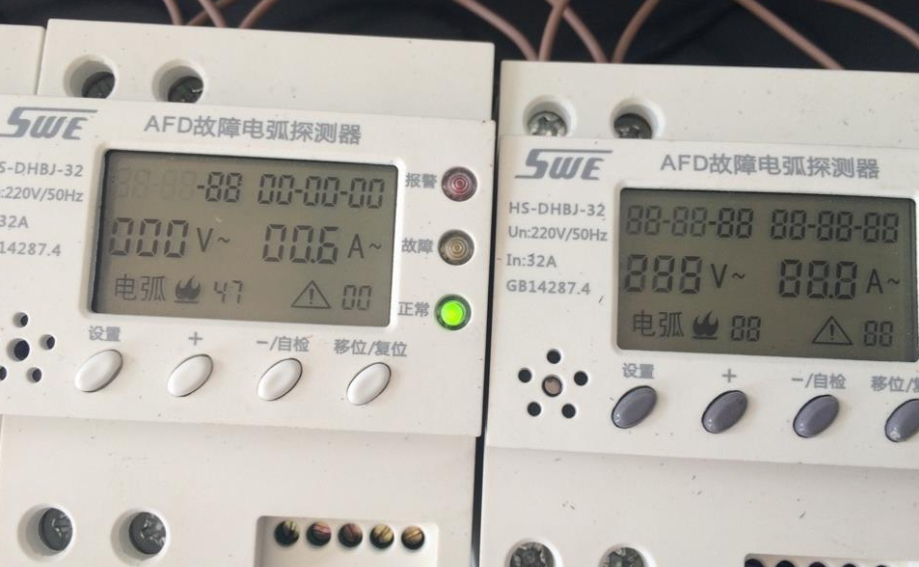 SWE
AFD故障电弧探测器
S-DHBJ-32
:220V/50Hz
32A
14287.4
-88 00-00-00
000 V~ 00.6 A~
电弧 47 00
报警
故障
正常
设置 + -/自检 移位/复位
SWE
AFD故障电弧探测器
HS-DHBJ-32
Un:220V/50Hz
In:32A
GB14287.4
88-88-88 88-88-88
888 V~ 88.8 A~
电弧 88 88
设置 + -/自检 移位/